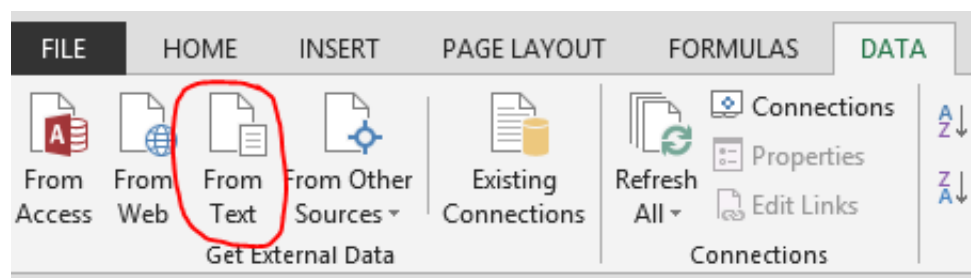 FILE HOME INSERT PAGE LAYOUT FORMULAS DATA
From Access
From Web
From Text
From Other Sources
Existing Connections
Refresh All
Connections
Properties
Edit Links
A
Z
Z
A
Get External Data
Connections